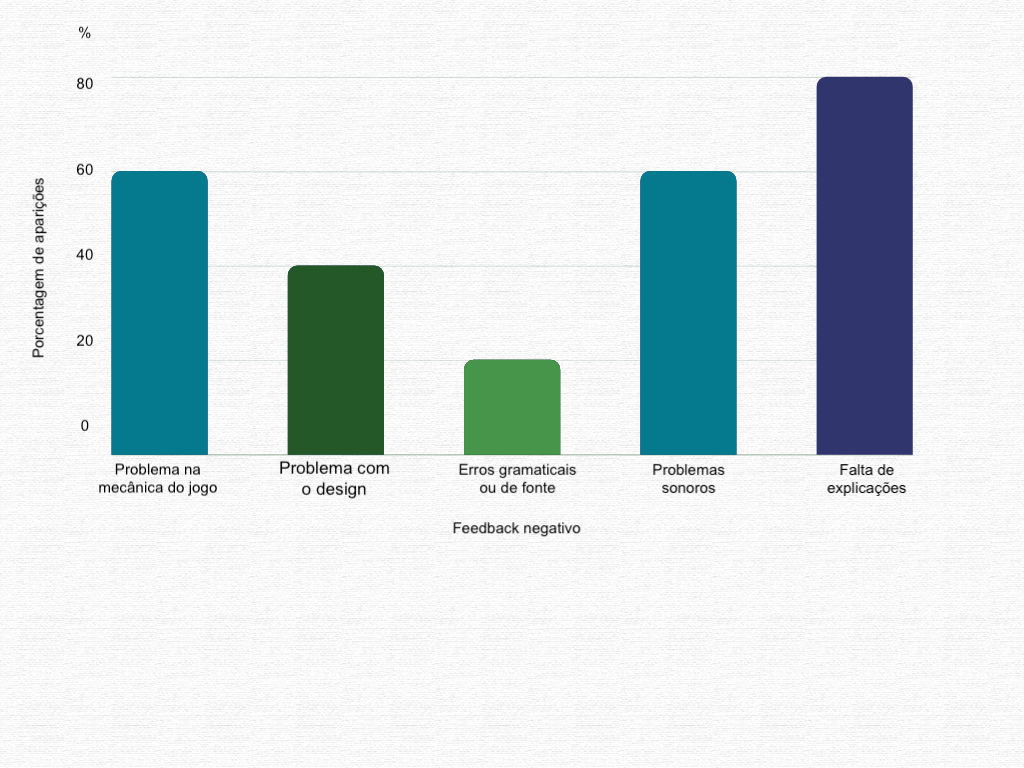 %
80
60
40
20
0
Porcentagem de aparições
Problema na
mecânica do jogo
Problema com
o design
Erros gramaticais
ou de fonte
Problemas
sonoros
Falta de
explicações
Feedback negativo